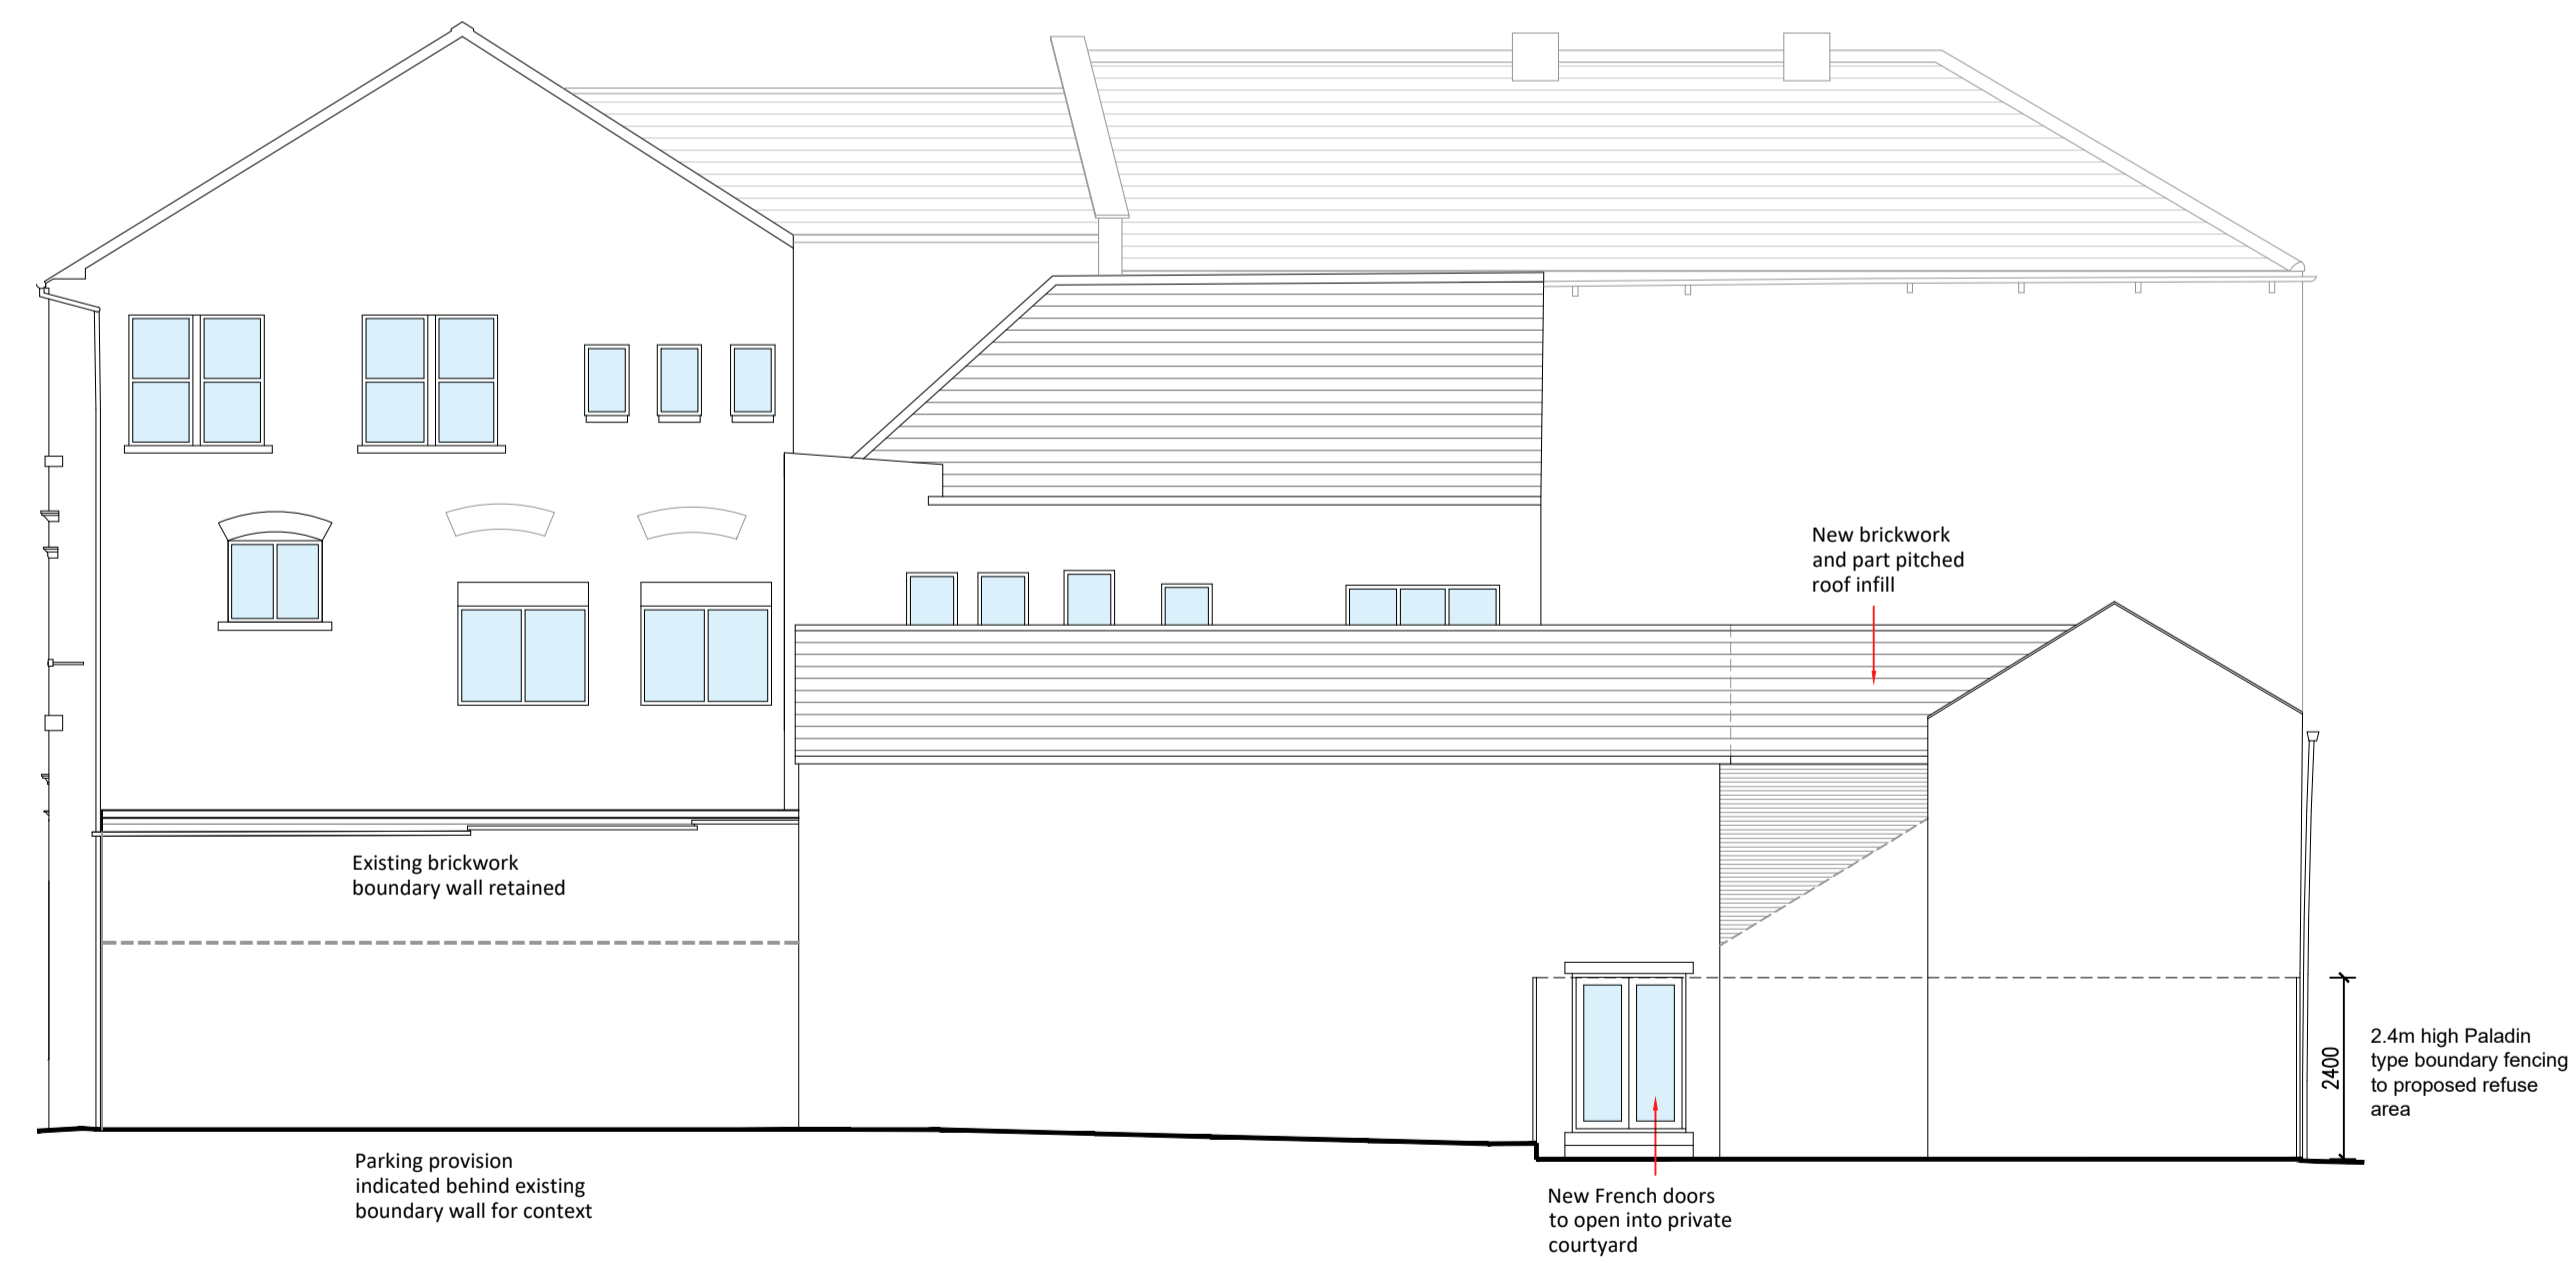 New brickwork
and part pitched
roof infill
Existing brickwork
boundary wall retained
2400
2.4m high Paladin
type boundary fencing
to proposed refuse
area
Parking provision
indicated behind existing
boundary wall for context
New French doors
to open into private
courtyard